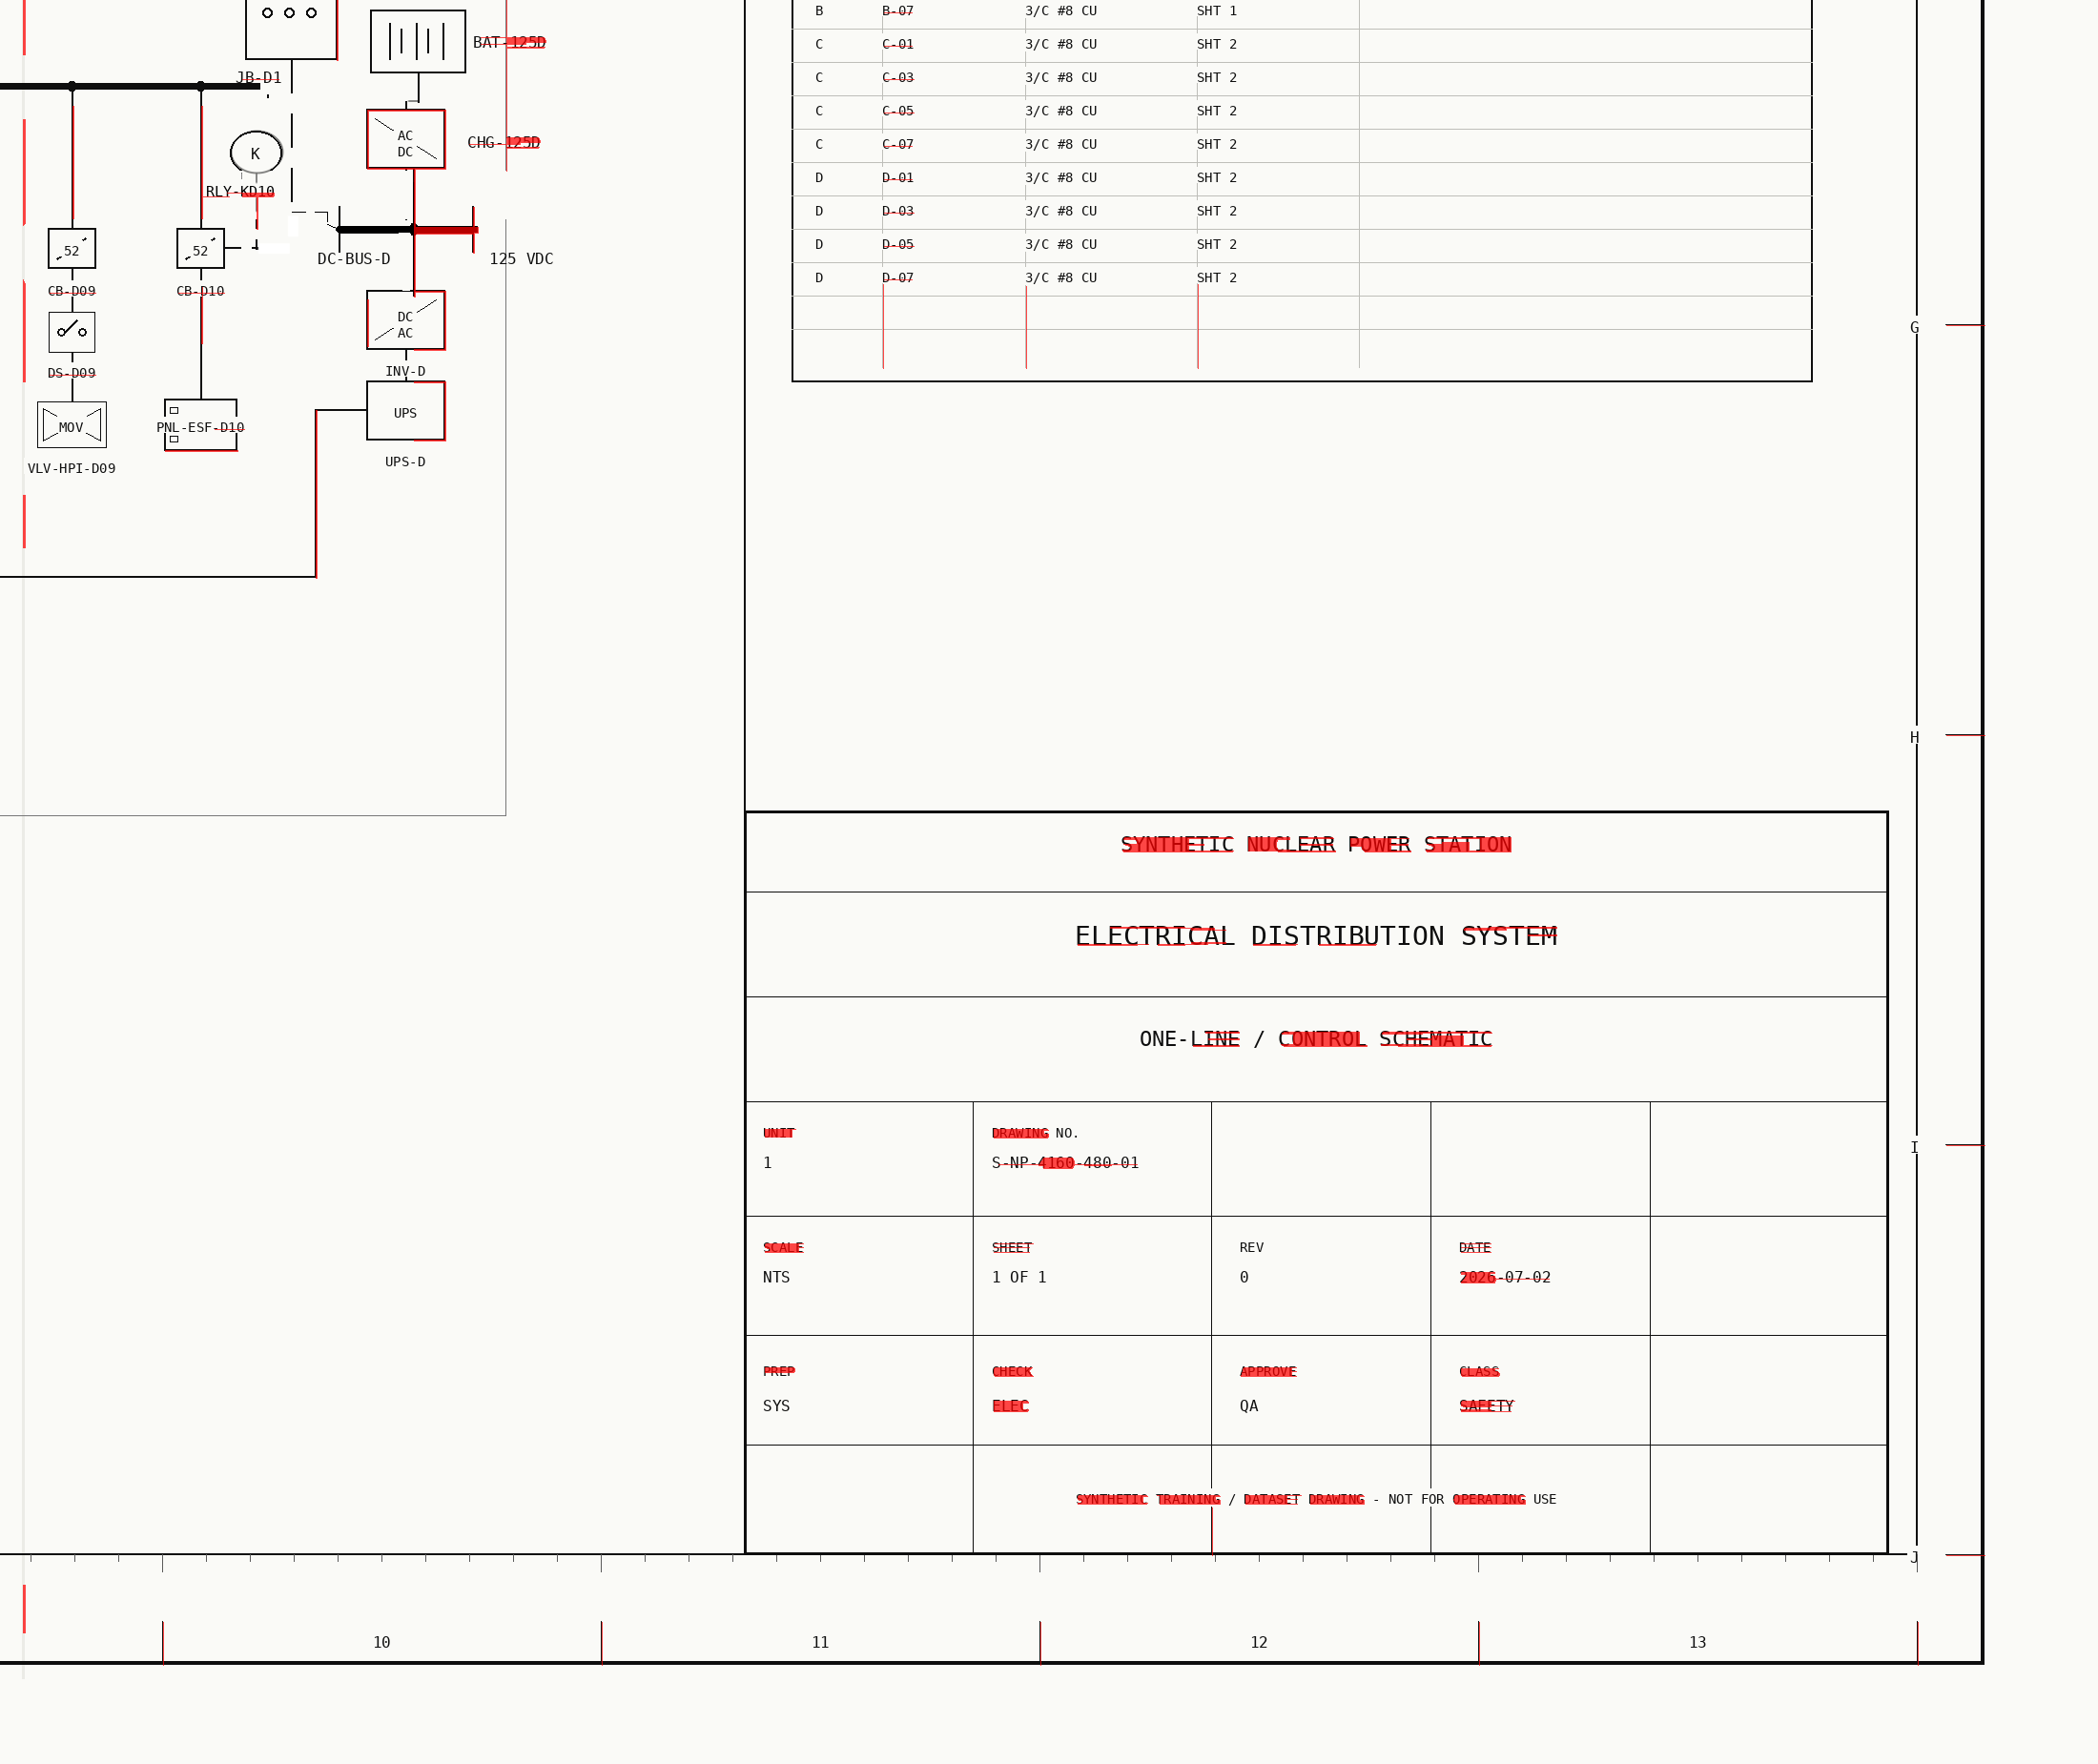 BAT-125D
JB-D1
AC
DC
CHG-125D
K
RLY-KD10
52
52
DC-BUS-D
125 VDC
CB-D09
CB-D10
DC
AC
DS-D09
INV-D
UPS
MOV
PNL-ESF-D10
VLV-HPI-D09
UPS-D
B B-07 3/C #8 CU SHT 1
C C-01 3/C #8 CU SHT 2
C C-03 3/C #8 CU SHT 2
C C-05 3/C #8 CU SHT 2
C C-07 3/C #8 CU SHT 2
D D-01 3/C #8 CU SHT 2
D D-03 3/C #8 CU SHT 2
D D-05 3/C #8 CU SHT 2
D D-07 3/C #8 CU SHT 2
G
H
SYNTHETIC NUCLEAR POWER STATION
ELECTRICAL DISTRIBUTION SYSTEM
ONE-LINE / CONTROL SCHEMATIC
UNIT DRAWING NO.
1 S-NP-4160-480-01
I
SCALE SHEET REV DATE
NTS 1 OF 1 0 2026-07-02
PREP CHECK APPROVE CLASS
SYS ELEC QA SAFETY
SYNTHETIC TRAINING / DATASET DRAWING - NOT FOR OPERATING USE
J
10 11 12 13